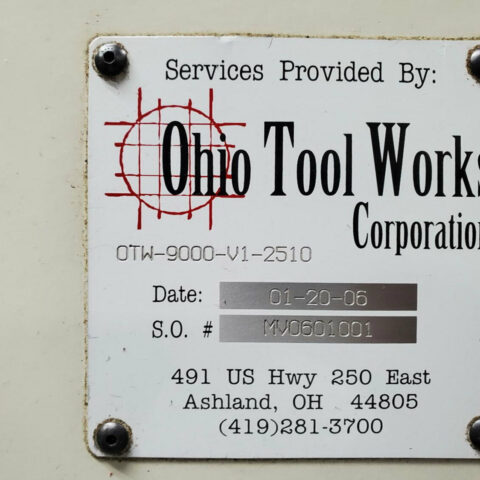 Services Provided By:
Ohio Tool Works
Corporation
OTW-9000-V1-2510
Date: 01-20-06
S.O. # MV0601001
491 US Hwy 250 East
Ashland, OH 44805
(419)281-3700